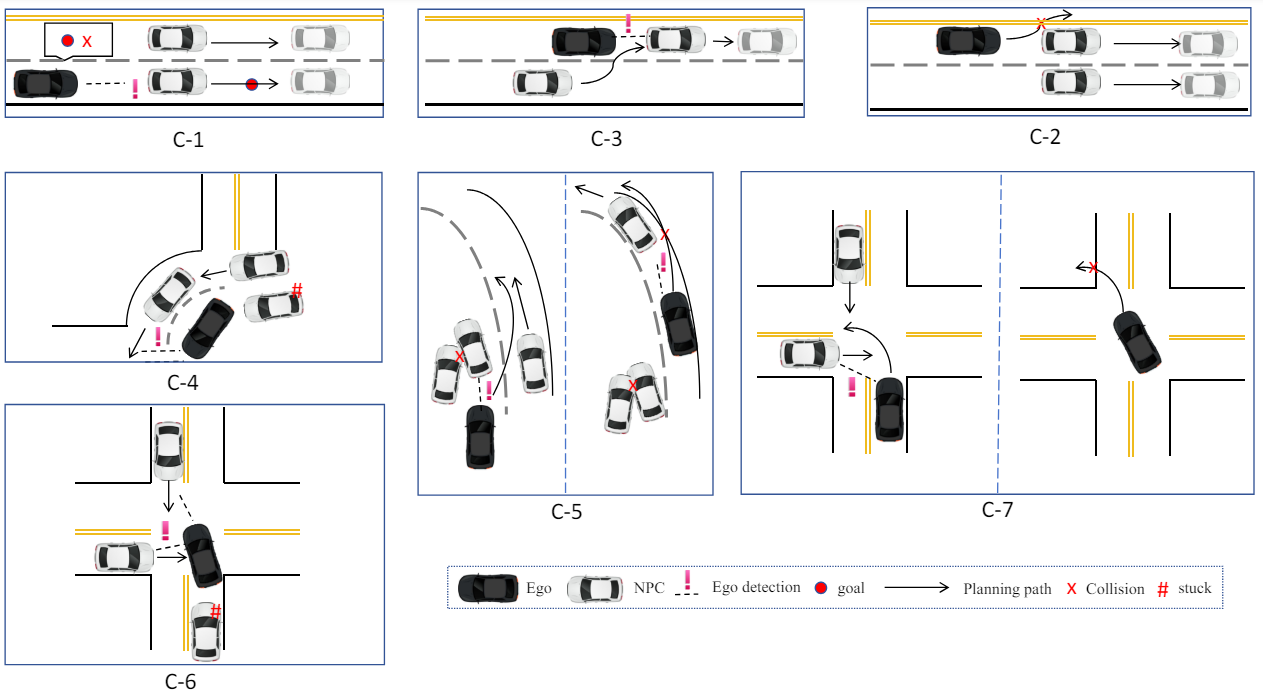 X
!
C-1
!
C-3
X
C-2
#
!
C-4
X
!
X
!
X
C-5
!
X
C-7
!
#
C-6
Ego NPC ! Ego detection goal Planning path X Collision # stuck